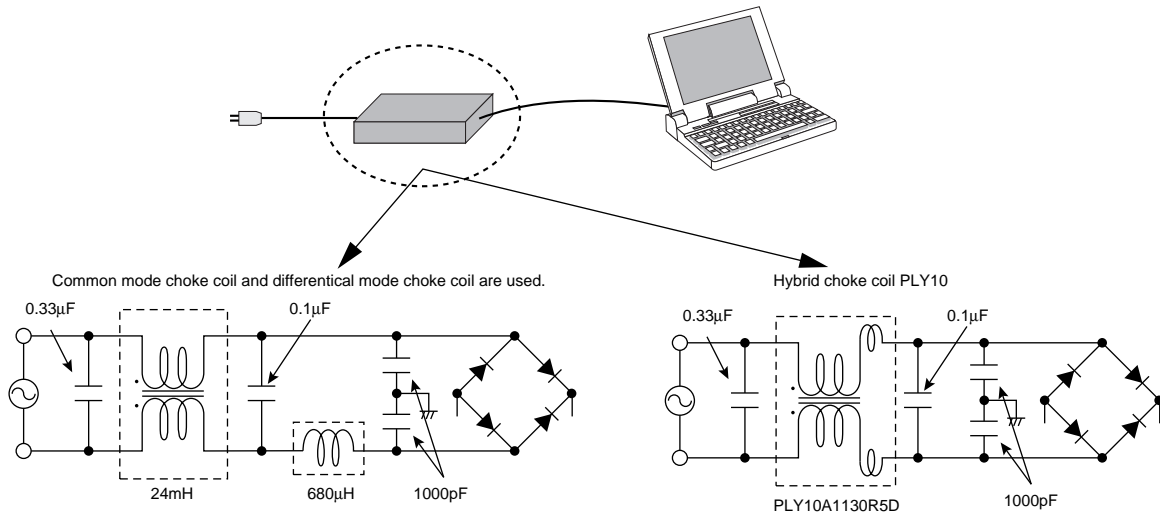 Common mode choke coil and differentical mode choke coil are used.
0.33μF
0.1μF
24mH
680μH
1000pF
Hybrid choke coil PLY10
0.33μF
0.1μF
PLY10A1130R5D
1000pF